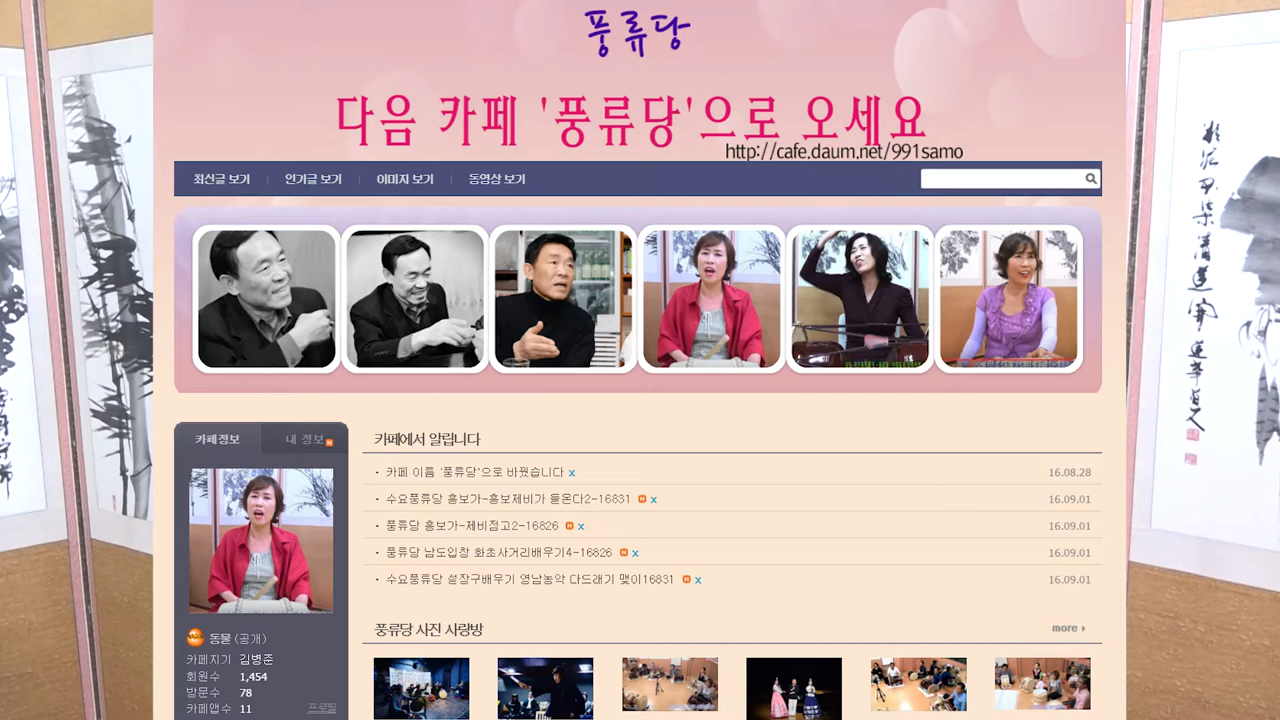 풍류당
다음 카페 '풍류당'으로 오세요
http://cafe.daum.net/991samo
최신글 보기 인기글 보기 이미지 보기 동영상 보기
카페정보 내 정보 N
카페에서 알립니다
· 카페 이름 '풍류당'으로 바꿨습니다 x 16.08.28
· 수요풍류당 흥보가-흥보제비가 들온다2-16831 N x 16.09.01
· 풍류당 흥보가-제비점고2-16826 N x 16.09.01
· 풍류당 남도입창 화초사거리배우기4-16826 N x 16.09.01
· 수요풍류당 설장구배우기 영남농악 다드래기 맺이16831 N x 16.09.01
동물 (공개)
카페지기 김병준
회원수 1,454
방문수 78
카페앱수 11 프로필
풍류당 사진 사랑방 more